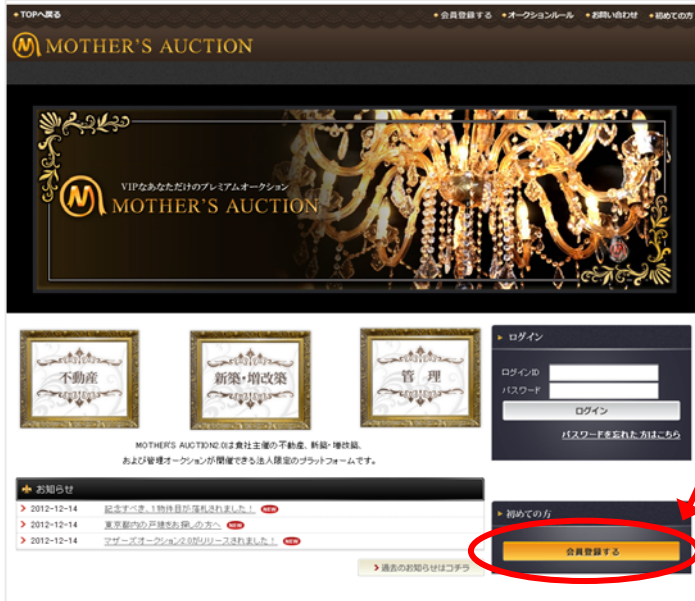 TOPへ戻る
会員登録する オークションルール お問い合わせ 初めての方
M MOTHER'S AUCTION
VIPなあなただけのプレミアムオークション
M MOTHER'S AUCTION
不動産
新築・増改築
管 理
MOTHER'S AUCTION2.0は貴社主催の不動産、新築・増改築、
および管理オークションが開催できる法人限定のプラットフォームです。
ログイン
ログインID
パスワード
ログイン
パスワードを忘れた方はこちら
お知らせ
2012-12-14 記念すべき、1物件目が落札されました！ NEW
2012-12-14 東京都内の戸建をお探しの方へ NEW
2012-12-14 マザーズオークション2.0がリリースされました！ NEW
過去のお知らせはコチラ
初めての方
会員登録する